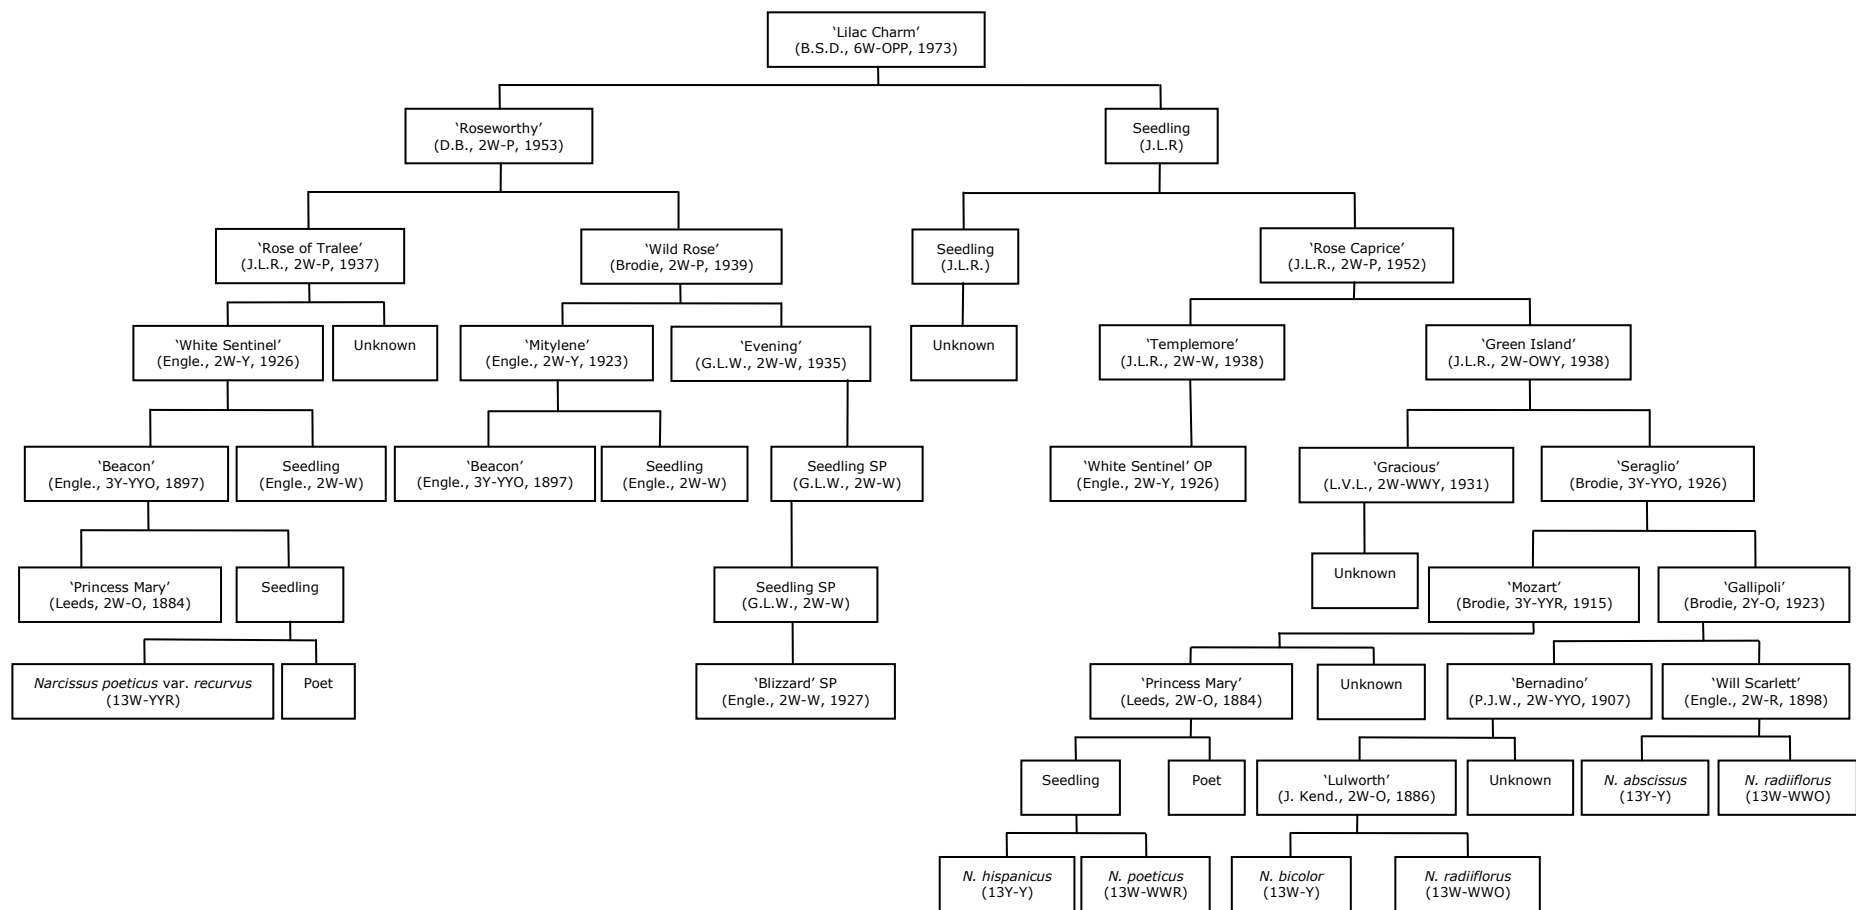 ‘Lilac Charm’
(B.S.D., 6W-OPP, 1973)
‘Roseworthy’
(D.B., 2W-P, 1953)
Seedling
(J.L.R)
‘Rose of Tralee’
(J.L.R., 2W-P, 1937)
‘Wild Rose’
(Brodie, 2W-P, 1939)
Seedling
(J.L.R.)
‘Rose Caprice’
(J.L.R., 2W-P, 1952)
‘White Sentinel’
(Engle., 2W-Y, 1926)
Unknown
‘Mitylene’
(Engle., 2W-Y, 1923)
‘Evening’
(G.L.W., 2W-W, 1935)
Unknown
‘Templemore’
(J.L.R., 2W-W, 1938)
‘Green Island’
(J.L.R., 2W-OWY, 1938)
‘Beacon’
(Engle., 3Y-YYO, 1897)
Seedling
(Engle., 2W-W)
‘Beacon’
(Engle., 3Y-YYO, 1897)
Seedling
(Engle., 2W-W)
Seedling SP
(G.L.W., 2W-W)
‘White Sentinel’ OP
(Engle., 2W-Y, 1926)
‘Gracious’
(L.V.L., 2W-WWY, 1931)
‘Seraglio’
(Brodie, 3Y-YYO, 1926)
‘Princess Mary’
(Leeds, 2W-O, 1884)
Seedling
Seedling SP
(G.L.W., 2W-W)
Unknown
‘Mozart’
(Brodie, 3Y-YYR, 1915)
‘Gallipoli’
(Brodie, 2Y-O, 1923)
Narcissus poeticus var. recurvus
(13W-YYR)
Poet
‘Blizzard’ SP
(Engle., 2W-W, 1927)
‘Princess Mary’
(Leeds, 2W-O, 1884)
Unknown
‘Bernadino’
(P.J.W., 2W-YYO, 1907)
‘Will Scarlett’
(Engle., 2W-R, 1898)
Seedling
Poet
‘Lulworth’
(J. Kend., 2W-O, 1886)
Unknown
N. abscissus
(13Y-Y)
N. radiiflorus
(13W-WWO)
N. hispanicus
(13Y-Y)
N. poeticus
(13W-WWR)
N. bicolor
(13W-Y)
N. radiiflorus
(13W-WWO)